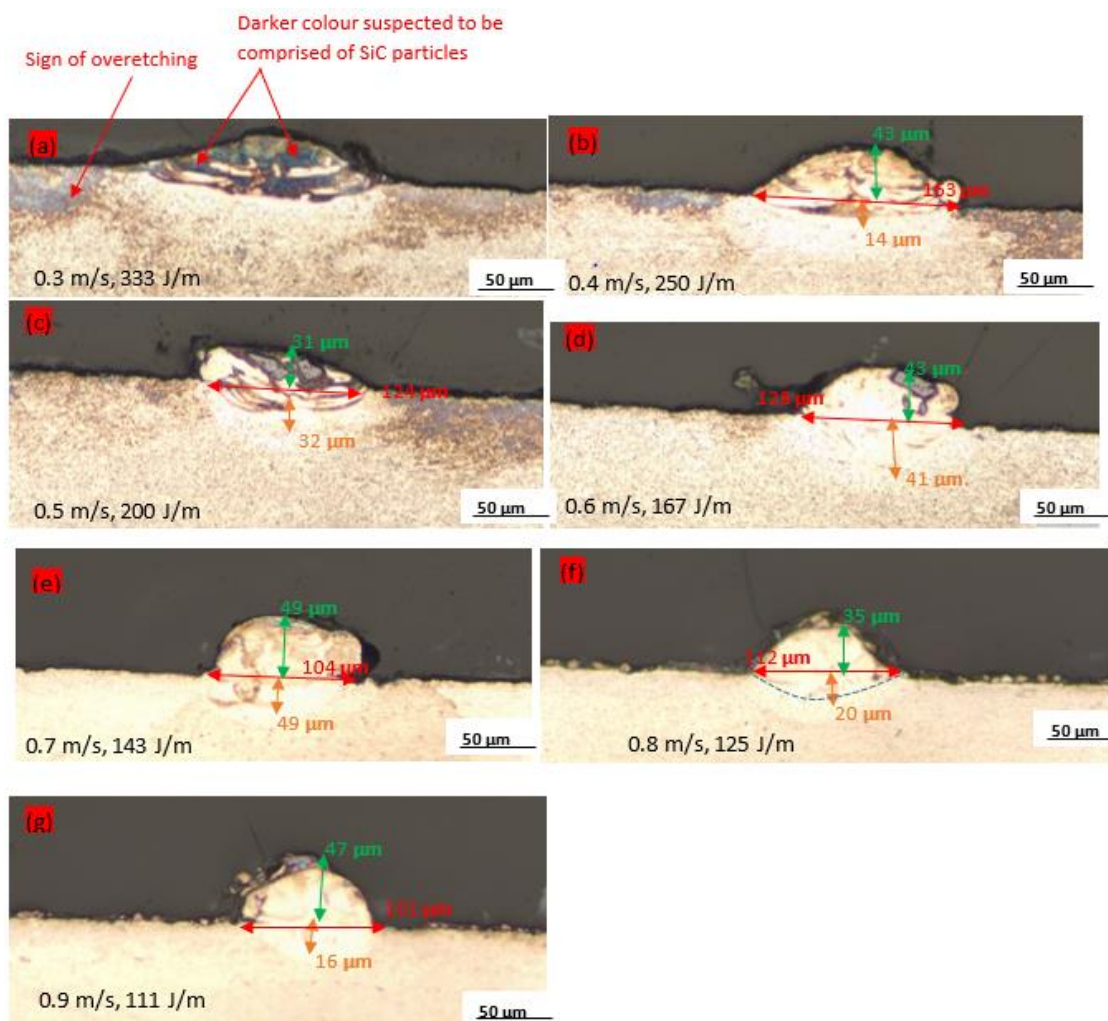 Sign of overetching
Darker colour suspected to be
comprised of SiC particles
(a)
0.3 m/s, 333 J/m
50 µm
(b)
43 µm
163 µm
14 µm
0.4 m/s, 250 J/m
50 µm
(c)
31 µm
124 µm
32 µm
0.5 m/s, 200 J/m
50 µm
(d)
43 µm
128 µm
41 µm
0.6 m/s, 167 J/m
50 µm
(e)
49 µm
104 µm
49 µm
0.7 m/s, 143 J/m
50 µm
(f)
35 µm
112 µm
20 µm
0.8 m/s, 125 J/m
50 µm
(g)
47 µm
16 µm
0.9 m/s, 111 J/m
50 µm